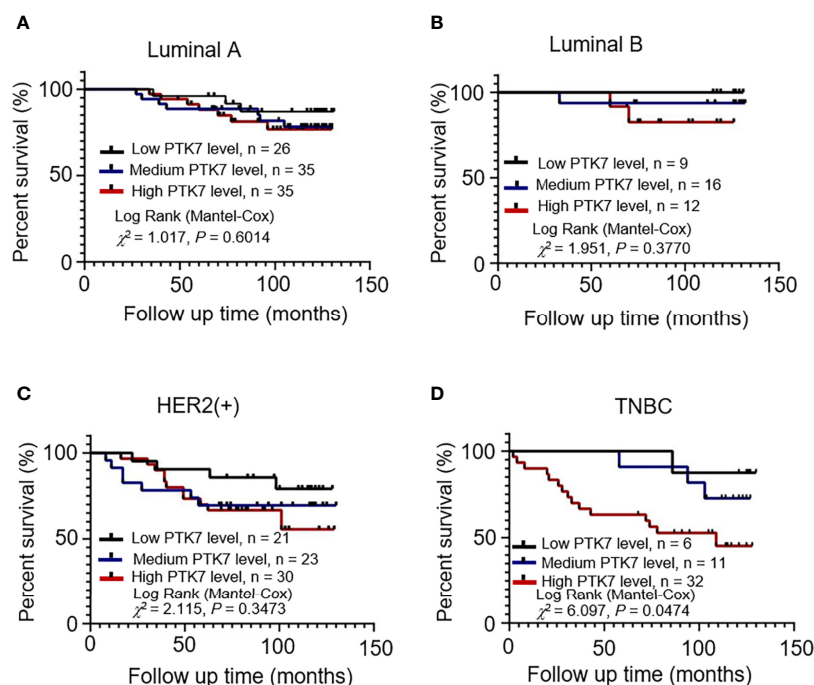 A
Luminal A
Percent survival (%)
100
50
0
Low PTK7 level, n = 26
Medium PTK7 level, n = 35
High PTK7 level, n = 35
Log Rank (Mantel-Cox)
χ² = 1.017, P = 0.6014
0 50 100 150
Follow up time (months)
B
Luminal B
Percent survival (%)
100
50
0
Low PTK7 level, n = 9
Medium PTK7 level, n = 16
High PTK7 level, n = 12
Log Rank (Mantel-Cox)
χ² = 1.951, P = 0.3770
0 50 100 150
Follow up time (months)
C
HER2(+)
Percent survival (%)
100
50
0
Low PTK7 level, n = 21
Medium PTK7 level, n = 23
High PTK7 level, n = 30
Log Rank (Mantel-Cox)
χ² = 2.115, P = 0.3473
0 50 100 150
Follow up time (months)
D
TNBC
Percent survival (%)
100
50
0
Low PTK7 level, n = 6
Medium PTK7 level, n = 11
High PTK7 level, n = 32
Log Rank (Mantel-Cox)
χ² = 6.097, P = 0.0474
0 50 100 150
Follow up time (months)